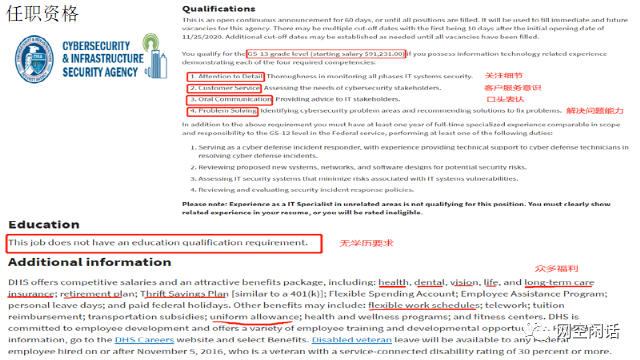 任职资格
CYBERSECURITY
& INFRASTRUCTURE
SECURITY AGENCY
Qualifications
This is an open continuous announcement for 60 days, or until all positions are filled. It will be used to fill immediate and future
vacancies for this agency. There may be multiple cut-off dates with the first being 10 days after the initial opening date of
11/25/2020. Additional cut-off dates may be established as needed until all vacancies have been filled.
You qualify for the GS-13 grade level (starting salary $91,231.00) if you possess information technology related experience
demonstrating each of the four required competencies:
1. Attention to Detail Thoroughness in monitoring all phases IT systems security. 关注细节
2. Customer Service Assessing the needs of cybersecurity stakeholders. 客户服务意识
3. Oral Communication Providing advice to IT stakeholders. 口头表达
4. Problem Solving Identifying cybersecurity problem areas and recommending solutions to fix problems. 解决问题能力
In addition to the above requirement you must have at least one year of full-time specialized experience comparable in scope
and responsibility to the GS-12 level in the Federal service, performing at least one of the following duties:
1. Serving as a cyber defense incident responder, with experience providing technical support to cyber defense technicians in
resolving cyber defense incidents.
2. Reviewing proposed new systems, networks, and software designs for potential security risks.
3. Assessing IT security systems that minimize risks associated with IT systems vulnerabilities.
4. Reviewing and evaluating security incident response policies.
Please note: Experience as a IT Specialist in unrelated areas is not qualifying for this position. You must clearly show
related experience in your resume, or you will be rated ineligible.
Education
This job does not have an education qualification requirement. 无学历要求
Additional information
众多福利
DHS offers competitive salaries and an attractive benefits package, including: health, dental, vision, life, and long-term care
insurance; retirement plan; Thrift Savings Plan [similar to a 401(k)]; Flexible Spending Account; Employee Assistance Program;
personal leave days; and paid federal holidays. Other benefits may include: flexible work schedules; telework; tuition
reimbursement; transportation subsidies; uniform allowance; health and wellness programs; and fitness centers. DHS is
committed to employee development and offers a variety of employee training and developmental opportunities.
information, go to the DHS Careers website and select Benefits. Disabled veteran leave will be available to any Federal
employee hired on or after November 5, 2016, who is a veteran with a service-connected disability rating of 30 percent or more.
网空闲话